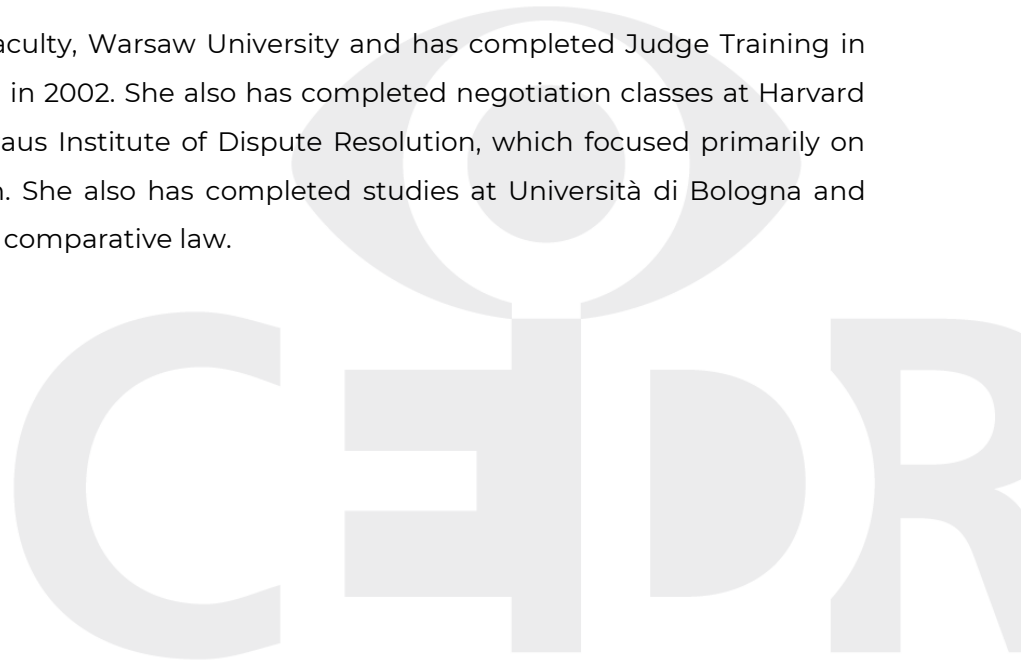 aculty, Warsaw University and has completed Judge Training in
in 2002. She also has completed negotiation classes at Harvard
aus Institute of Dispute Resolution, which focused primarily on
. She also has completed studies at Università di Bologna and
comparative law.
CEDR